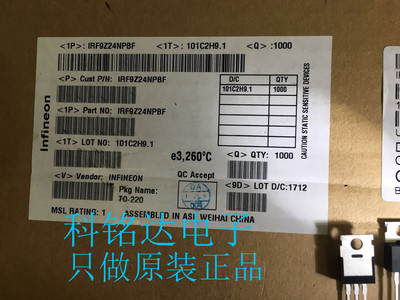 <1P>: IRF9Z24NPBF <1T>: 101C2H9.1 <Q> :1000
<P> Cust P/N: IRF9Z24NPBF
D/C QTY
101C2H9.1 1000
<1P> Part NO: IRF9Z24NPBF
<1T> LOT NO: 101C2H9.1
Infineon
CAUTION STATIC SENSITIVE DEVICES
e3,260°C
<Q> QTY: 1000
<V> Vendor: INFINEON
QC Accept
Pkg Name:
TO-220
<9D> LOT D/C:1712
MSL RATING: 1 ASSEMBLED IN ASI. WEIHAI CHINA
科铭达电子
只做原装正品